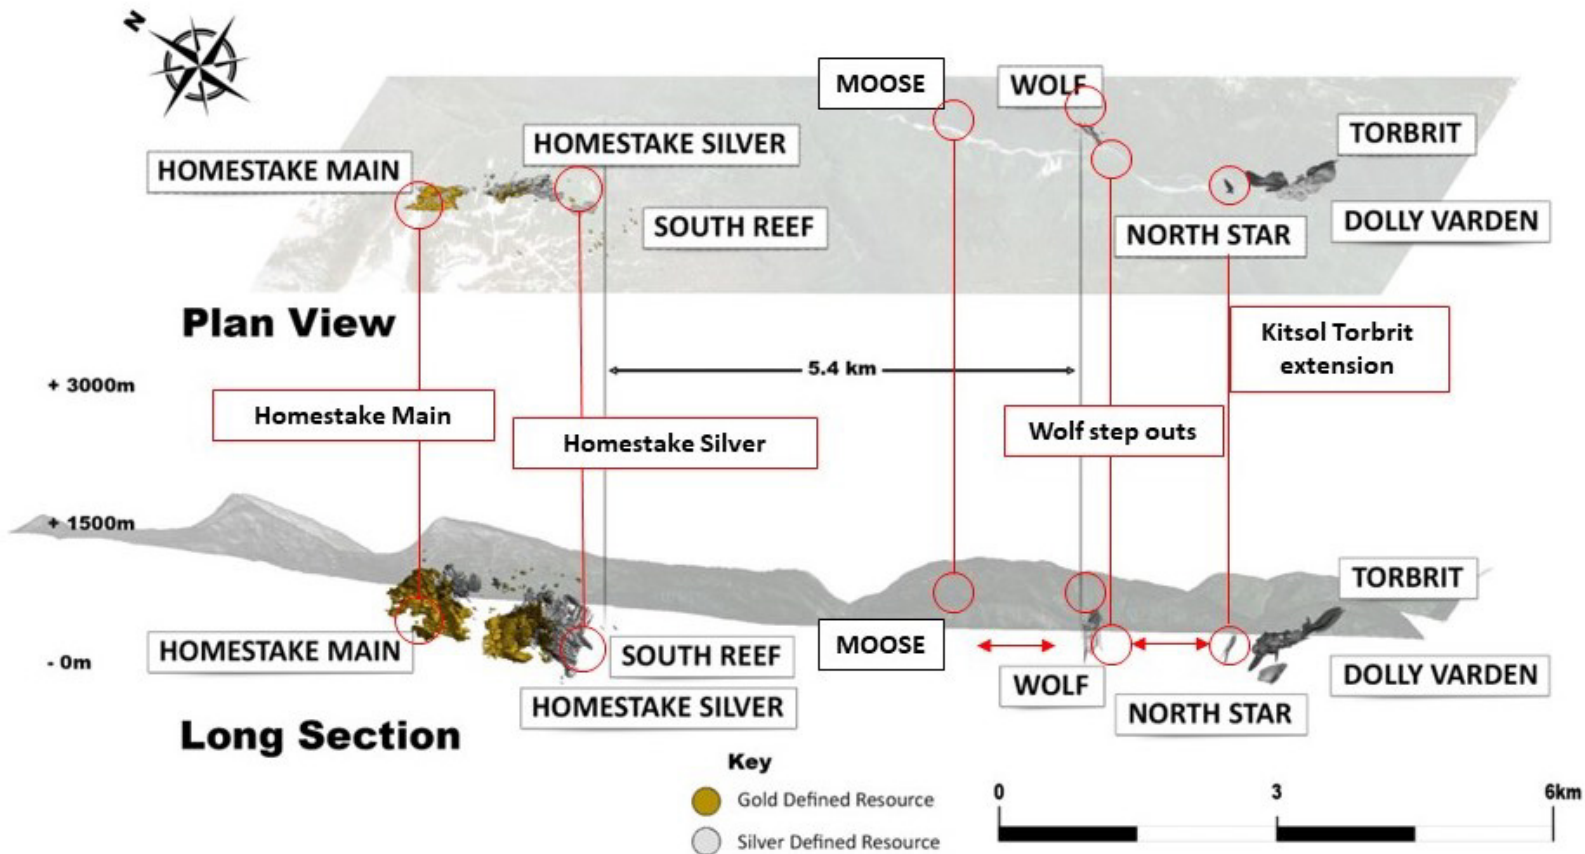 N
MOOSE
WOLF
TORBRIT
HOMESTAKE SILVER
HOMESTAKE MAIN
SOUTH REEF
NORTH STAR
DOLLY VARDEN
Plan View
Kitsol Torbrit
extension
5.4 km
+ 3000m
Homestake Main
Homestake Silver
Wolf step outs
+ 1500m
TORBRIT
HOMESTAKE MAIN
- 0m
SOUTH REEF
MOOSE
WOLF
DOLLY VARDEN
HOMESTAKE SILVER
NORTH STAR
Long Section
Key
Gold Defined Resource
Silver Defined Resource
0
3
6km